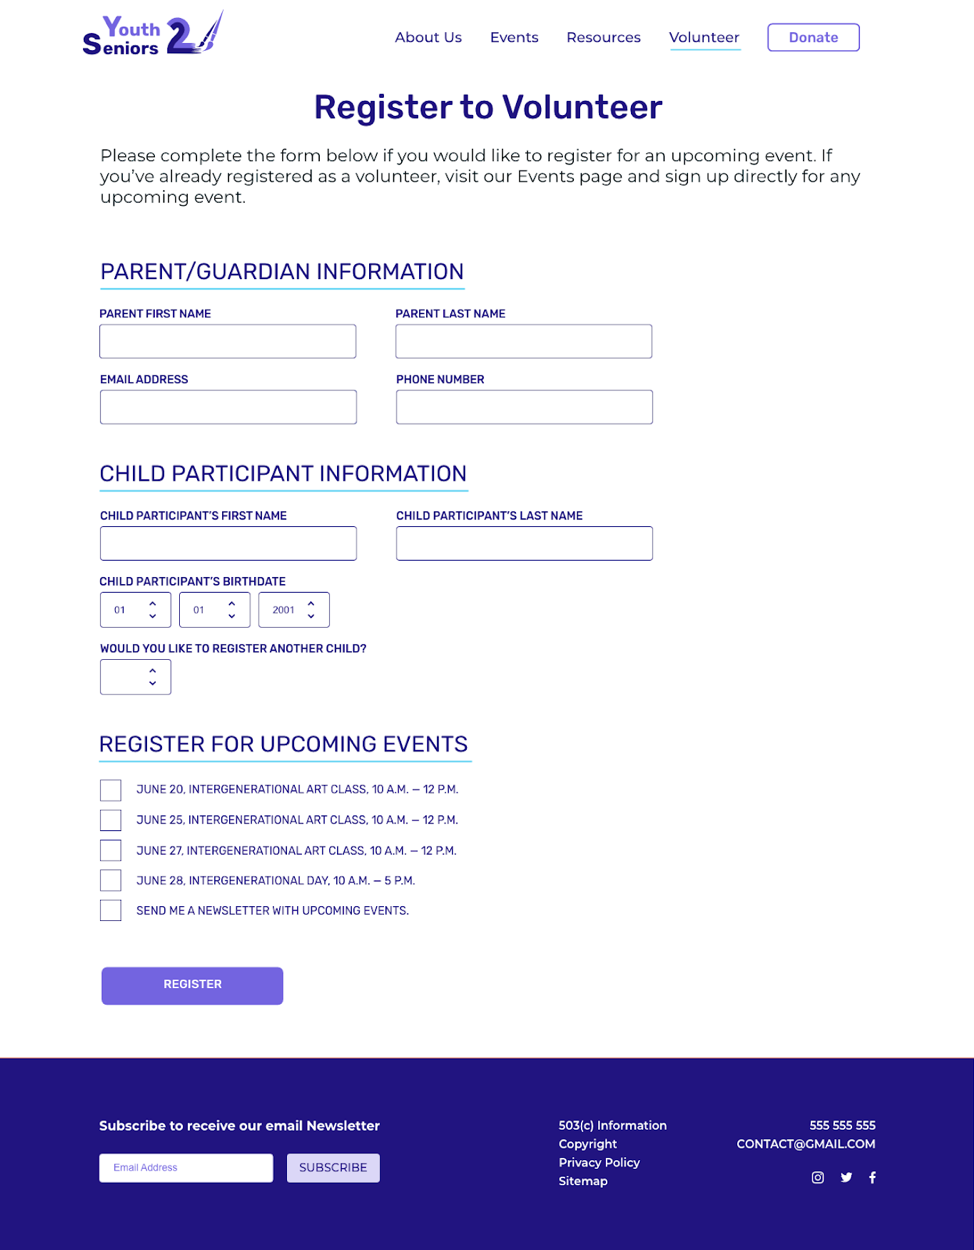 Youth 2
Seniors
About Us Events Resources Volunteer Donate
Register to Volunteer
Please complete the form below if you would like to register for an upcoming event. If
you've already registered as a volunteer, visit our Events page and sign up directly for any
upcoming event.
PARENT/GUARDIAN INFORMATION
PARENT FIRST NAME PARENT LAST NAME
EMAIL ADDRESS PHONE NUMBER
CHILD PARTICIPANT INFORMATION
CHILD PARTICIPANT'S FIRST NAME CHILD PARTICIPANT'S LAST NAME
CHILD PARTICIPANT'S BIRTHDATE
01 01 2001
WOULD YOU LIKE TO REGISTER ANOTHER CHILD?
REGISTER FOR UPCOMING EVENTS
JUNE 20, INTERGENERATIONAL ART CLASS, 10 A.M. – 12 P.M.
JUNE 25, INTERGENERATIONAL ART CLASS, 10 A.M. – 12 P.M.
JUNE 27, INTERGENERATIONAL ART CLASS, 10 A.M. – 12 P.M.
JUNE 28, INTERGENERATIONAL DAY, 10 A.M. – 5 P.M.
SEND ME A NEWSLETTER WITH UPCOMING EVENTS.
REGISTER
Subscribe to receive our email Newsletter
Email Address SUBSCRIBE
503(c) Information
Copyright
Privacy Policy
Sitemap
555 555 555
CONTACT@GMAIL.COM